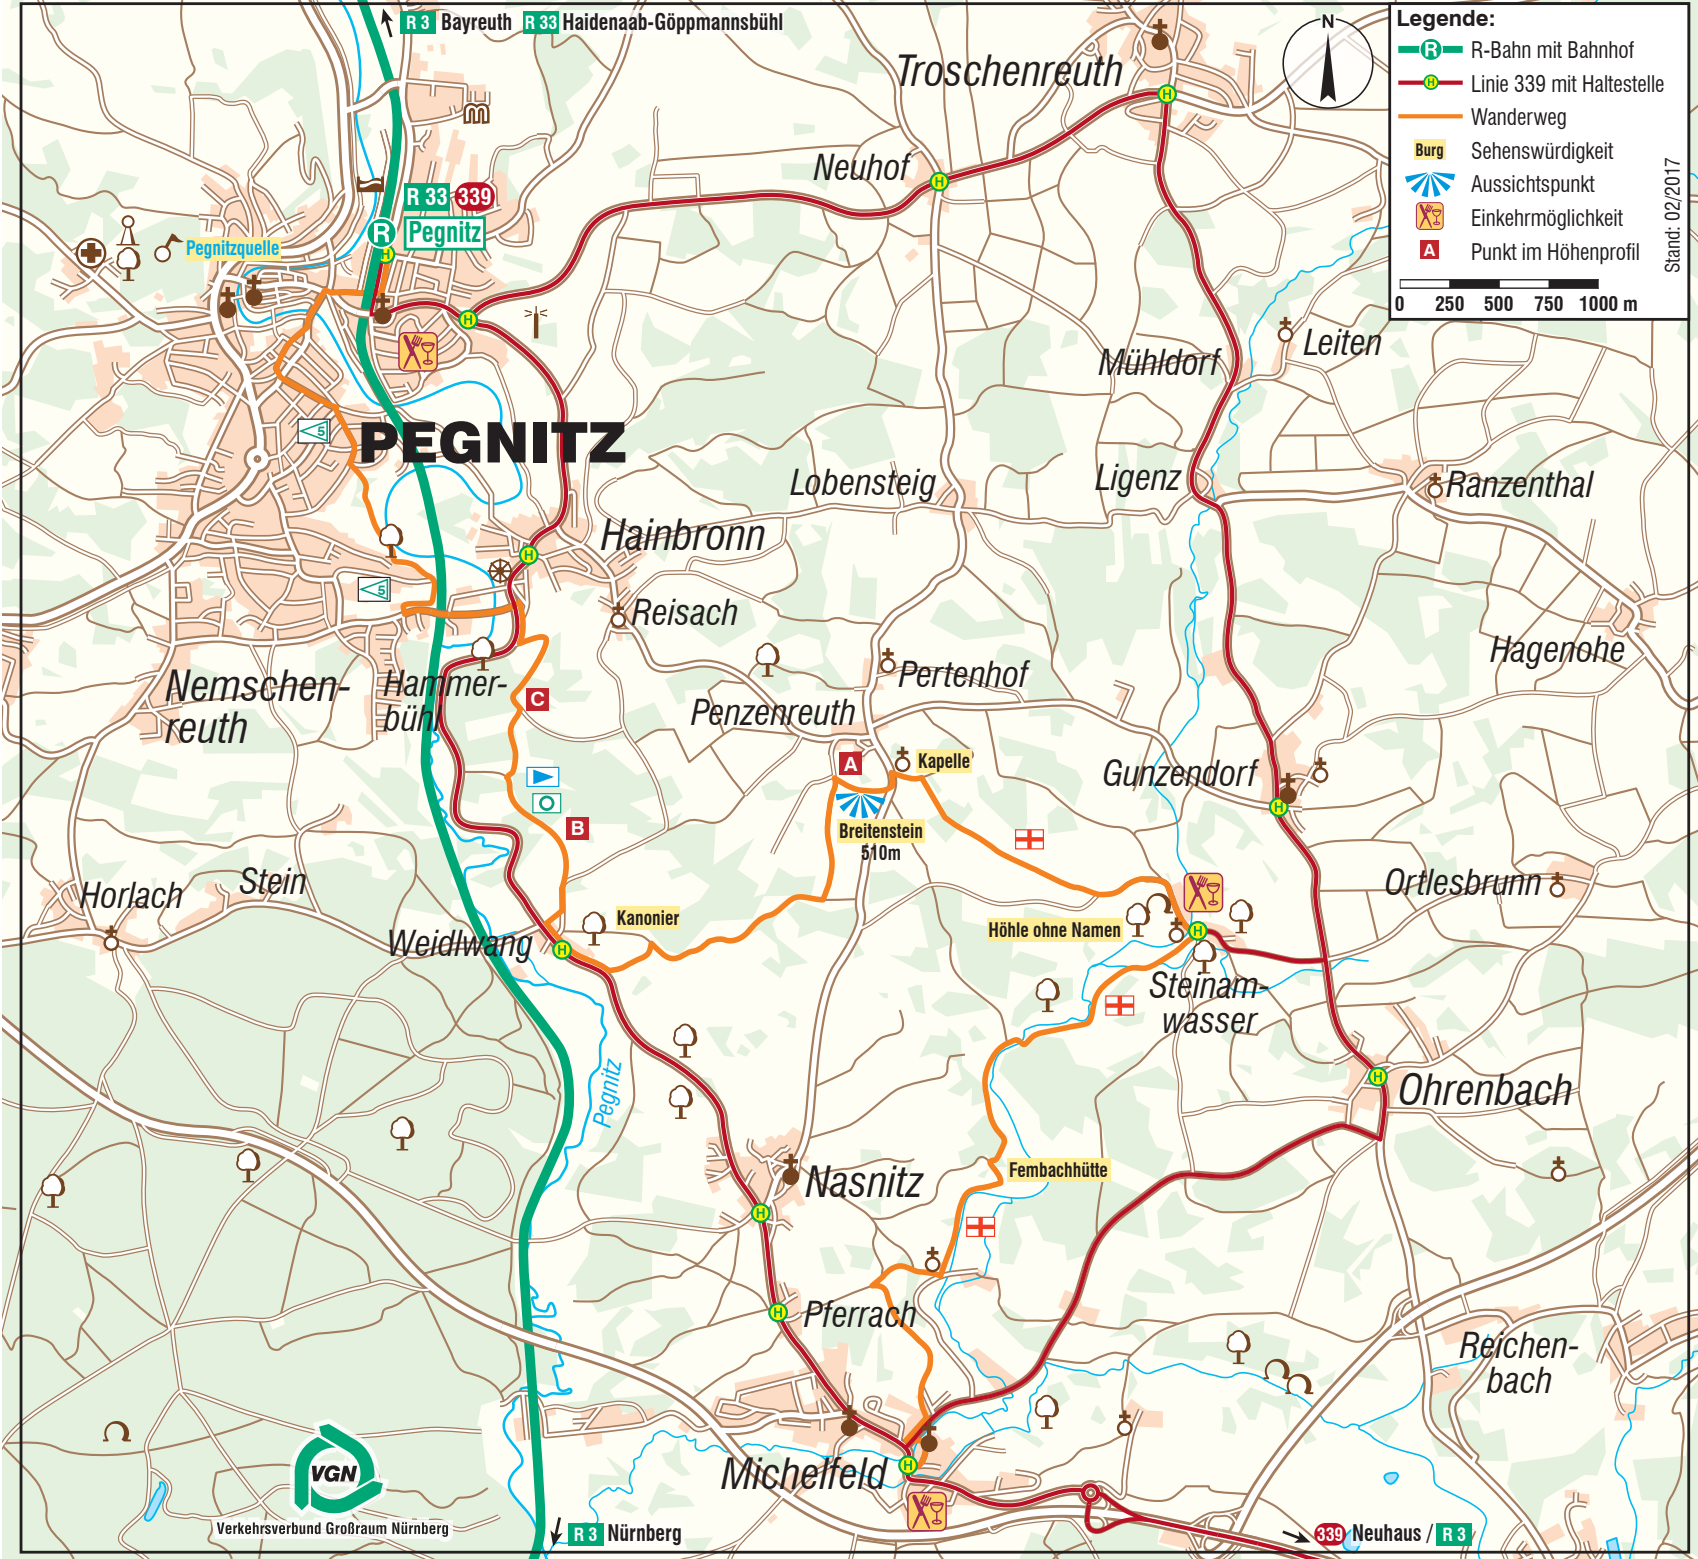 R 3 Bayreuth R 33 Haidenaab-Göppmannsbühl
N
Legende:
R R-Bahn mit Bahnhof
H Linie 339 mit Haltestelle
Wanderweg
Burg Sehenswürdigkeit
Aussichtspunkt
Einkehrmöglichkeit
A Punkt im Höhenprofil
0 250 500 750 1000 m
Stand: 02/2017
Troschenreuth
H
Neuhof
H
R 33 339
R Pegnitz
H
Pegnitzquelle
H
Leiten
Mühldorf
5
PEGNITZ
Lobensteig
Ligenz
Ranzenthal
Hainbronn
H
5
Reisach
Hagenohe
Nemschen-
reuth
Hammer-
bühl
Pertenhof
C
Penzenreuth
A
Kapelle
Gunzendorf
H
B
Breitenstein
510m
Horlach
Stein
Ortlesbrunn
Kanonier
Höhle ohne Namen
H
Weidlwang
H
Steinam-
wasser
Pegnitz
H
Ohrenbach
Fembachhütte
Nasnitz
H
H
Pferrach
Reichen-
bach
Michelfeld
H
VGN
Verkehrsverbund Großraum Nürnberg
R 3 Nürnberg
339 Neuhaus / R 3